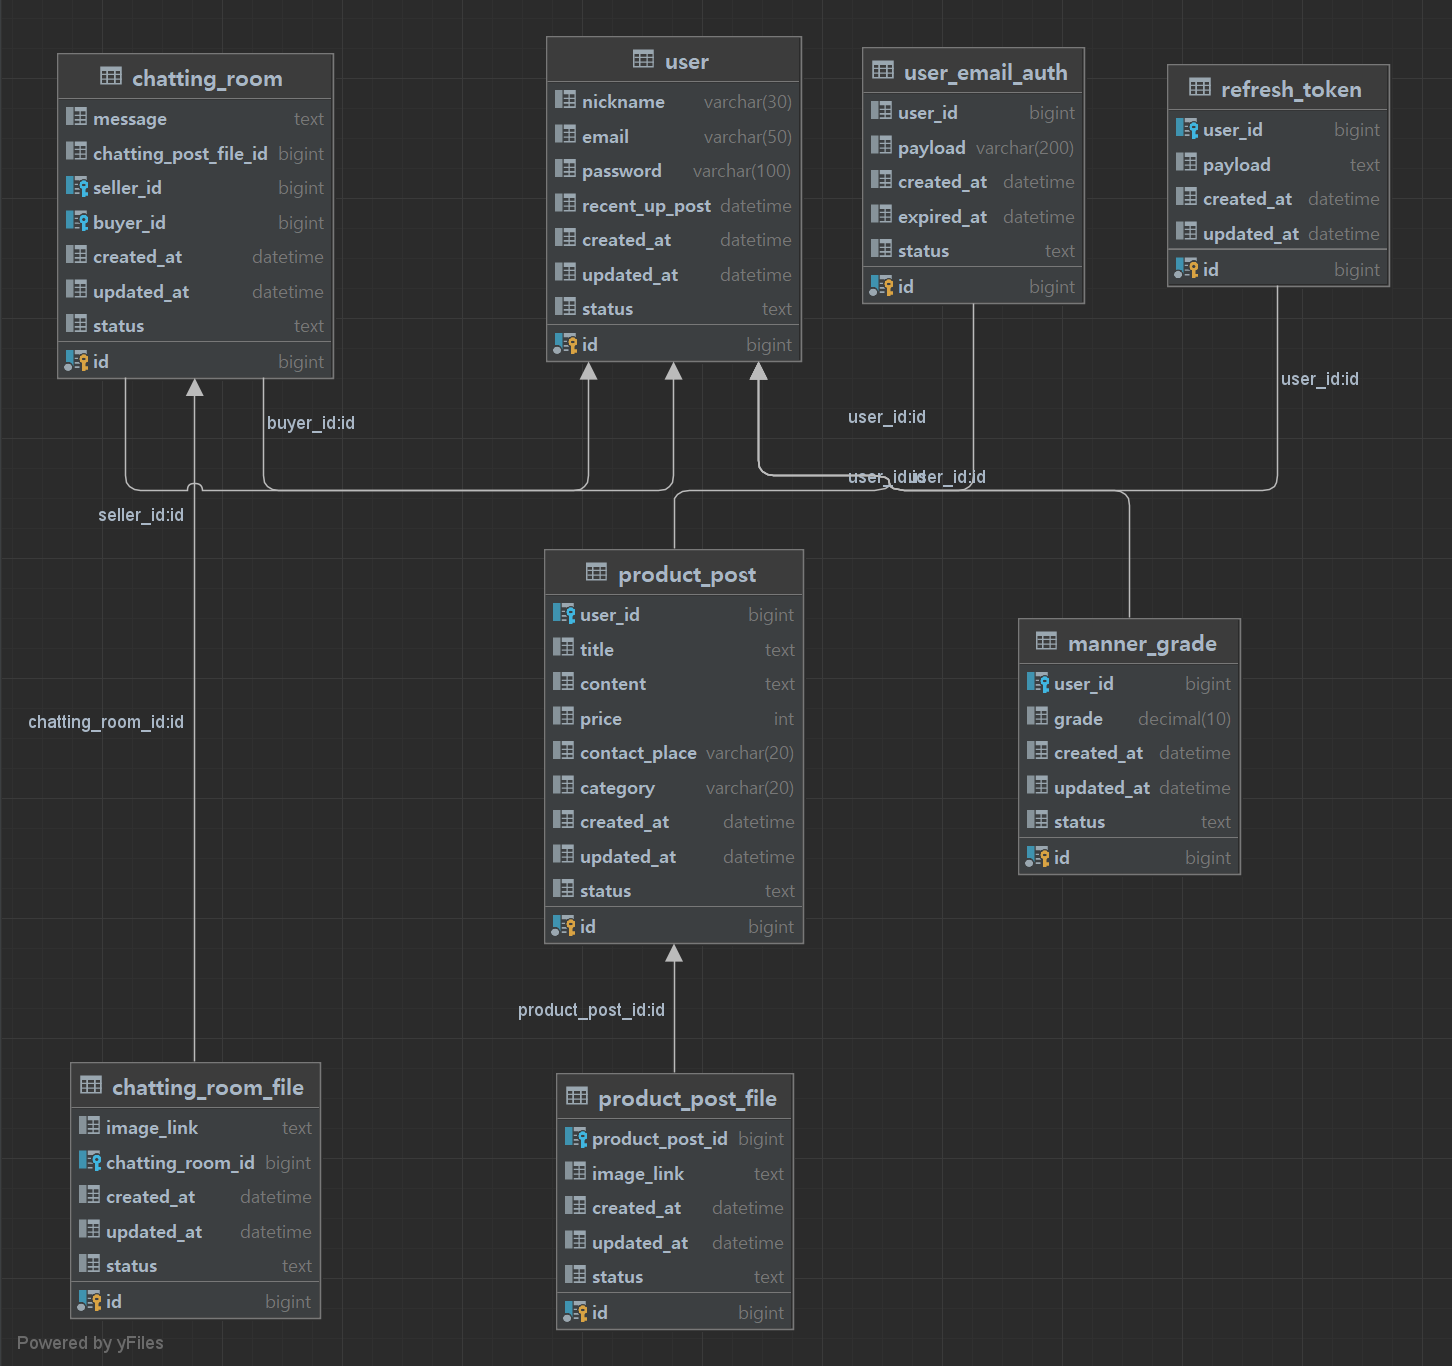 chatting_room
message text
chatting_post_file_id bigint
seller_id bigint
buyer_id bigint
created_at datetime
updated_at datetime
status text
id bigint
user
nickname varchar(30)
email varchar(50)
password varchar(100)
recent_up_post datetime
created_at datetime
updated_at datetime
status text
id bigint
user_email_auth
user_id bigint
payload varchar(200)
created_at datetime
expired_at datetime
status text
id bigint
refresh_token
user_id bigint
payload text
created_at datetime
updated_at datetime
id bigint
user_id:id
buyer_id:id
user_id:id
user_id:id
user_id:id
seller_id:id
product_post
user_id bigint
title text
content text
price int
contact_place varchar(20)
category varchar(20)
created_at datetime
updated_at datetime
status text
id bigint
manner_grade
user_id bigint
grade decimal(10)
created_at datetime
updated_at datetime
status text
id bigint
chatting_room_id:id
product_post_id:id
chatting_room_file
image_link text
chatting_room_id bigint
created_at datetime
updated_at datetime
status text
id bigint
product_post_file
product_post_id bigint
image_link text
created_at datetime
updated_at datetime
status text
id bigint
Powered by yFiles